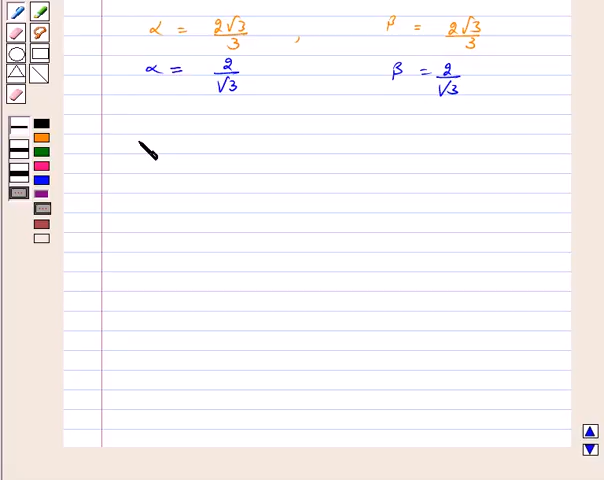 α = 2√3/3 , β = 2√3/3
α = 2/√3 β = 2/√3